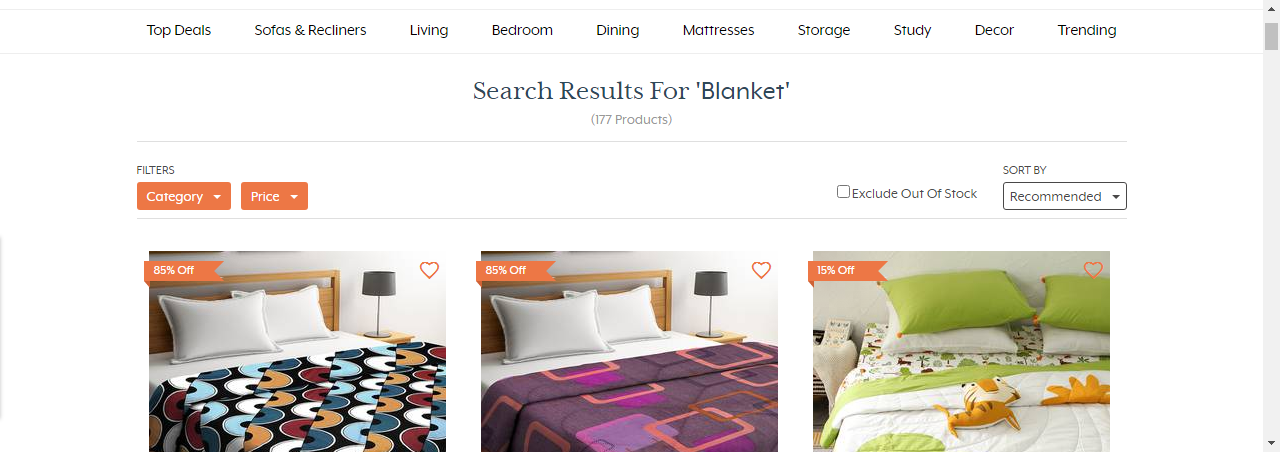 Top Deals Sofas & Recliners Living Bedroom Dining Mattresses Storage Study Decor Trending
Search Results For 'Blanket'
(177 Products)
FILTERS SORT BY
Category Price Exclude Out Of Stock Recommended
85% Off 85% Off 15% Off